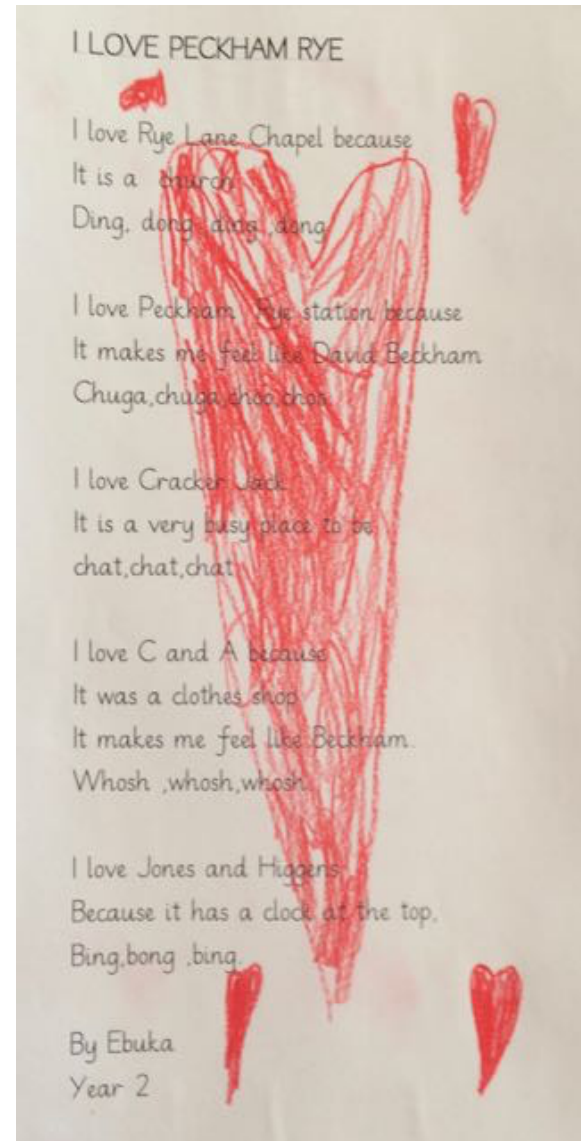 I LOVE PECKHAM RYE
I love Rye Lane Chapel because
It is a church
Ding, dong ding ,dong
I love Peckham Rye station because
It makes me feel like David Beckham
Chuga,chuga,choo,choo
I love Cracker Jack
It is a very busy place to be
chat,chat,chat
I love C and A because
It was a clothes shop
It makes me feel like Beckham.
Whosh ,whosh,whosh.
I love Jones and Higgens
Because it has a clock at the top,
Bing,bong ,bing.
By Ebuka
Year 2